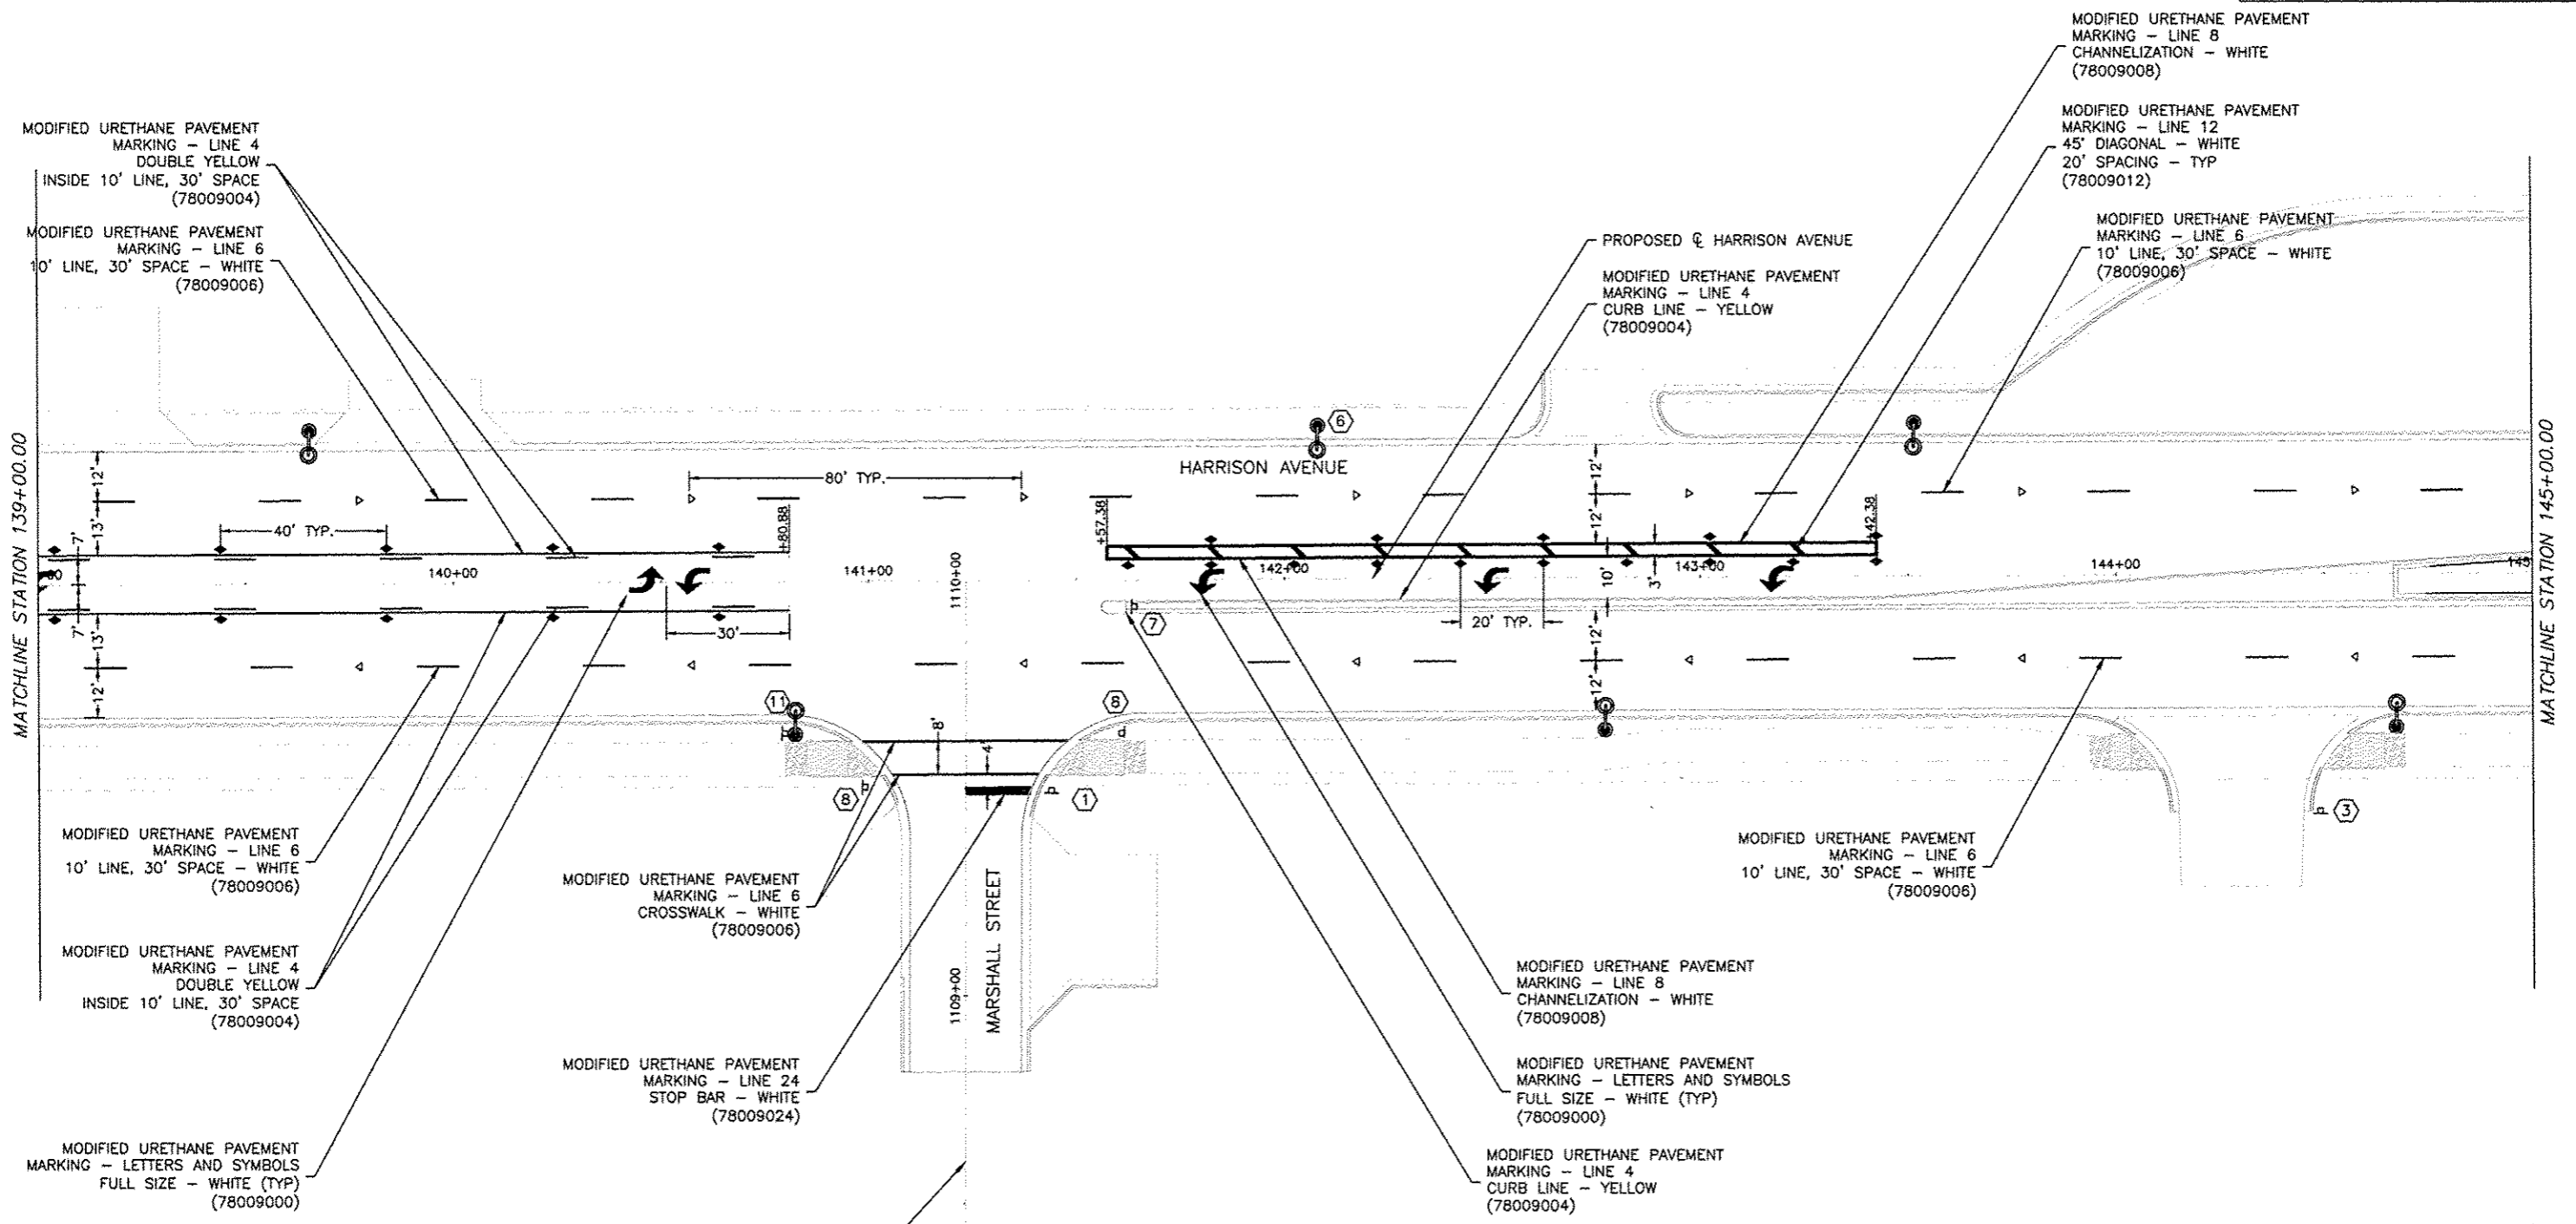 MODIFIED URETHANE PAVEMENT
MARKING – LINE 8
CHANNELIZATION – WHITE
(78009008)
MODIFIED URETHANE PAVEMENT
MARKING – LINE 12
45° DIAGONAL – WHITE
20' SPACING – TYP
(78009012)
MODIFIED URETHANE PAVEMENT
MARKING – LINE 4
DOUBLE YELLOW
INSIDE 10' LINE, 30' SPACE
(78009004)
MODIFIED URETHANE PAVEMENT
MARKING – LINE 6
10' LINE, 30' SPACE – WHITE
(78009006)
MODIFIED URETHANE PAVEMENT
MARKING – LINE 6
10' LINE, 30' SPACE – WHITE
(78009006)
PROPOSED ℄ HARRISON AVENUE
MODIFIED URETHANE PAVEMENT
MARKING – LINE 4
CURB LINE – YELLOW
(78009004)
MATCHLINE STATION 139+00.00
MATCHLINE STATION 145+00.00
6
HARRISON AVENUE
12'
13'
7'
7'
13'
12'
40' TYP.
80' TYP.
+80.88
+57.38
+42.38
12'
12'
10'
3'
12'
12'
140+00
141+00
142+00
143+00
144+00
145
1110+00
30'
20' TYP.
7
11
8
8'
4'
8
1
3
MODIFIED URETHANE PAVEMENT
MARKING – LINE 6
10' LINE, 30' SPACE – WHITE
(78009006)
MODIFIED URETHANE PAVEMENT
MARKING – LINE 6
CROSSWALK – WHITE
(78009006)
MODIFIED URETHANE PAVEMENT
MARKING – LINE 6
10' LINE, 30' SPACE – WHITE
(78009006)
MARSHALL STREET
1109+00
MODIFIED URETHANE PAVEMENT
MARKING – LINE 4
DOUBLE YELLOW
INSIDE 10' LINE, 30' SPACE
(78009004)
MODIFIED URETHANE PAVEMENT
MARKING – LINE 8
CHANNELIZATION – WHITE
(78009008)
MODIFIED URETHANE PAVEMENT
MARKING – LINE 24
STOP BAR – WHITE
(78009024)
MODIFIED URETHANE PAVEMENT
MARKING – LETTERS AND SYMBOLS
FULL SIZE – WHITE (TYP)
(78009000)
MODIFIED URETHANE PAVEMENT
MARKING – LETTERS AND SYMBOLS
FULL SIZE – WHITE (TYP)
(78009000)
MODIFIED URETHANE PAVEMENT
MARKING – LINE 4
CURB LINE – YELLOW
(78009004)